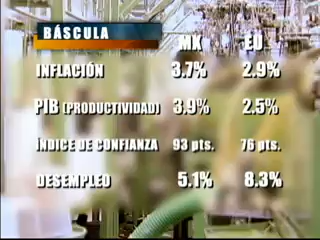 BÁSCULA
MX EU
INFLACIÓN 3.7% 2.9%
PIB (PRODUCTIVIDAD) 3.9% 2.5%
ÍNDICE DE CONFIANZA 93 pts. 76 pts.
DESEMPLEO 5.1% 8.3%